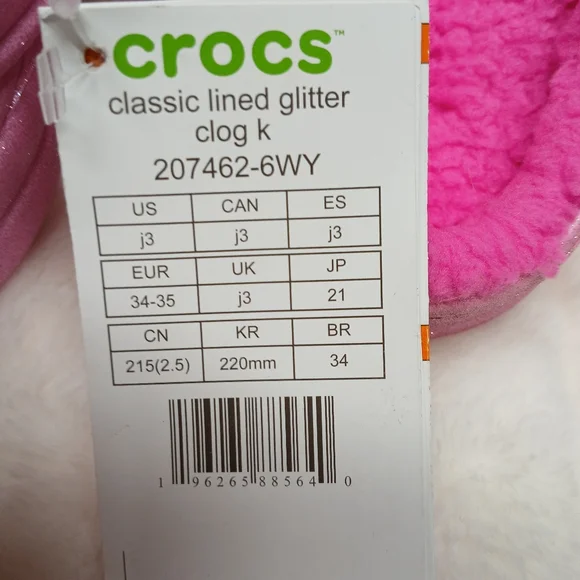 crocs™
classic lined glitter
clog k
207462-6WY
US CAN ES
j3 j3 j3
EUR UK JP
34-35 j3 21
CN KR BR
215(2.5) 220mm 34
1 96265 88564 0